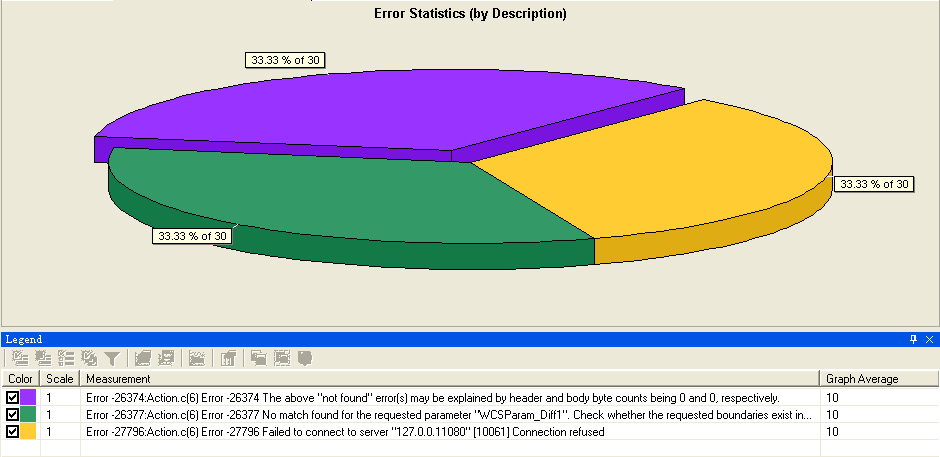 Error Statistics (by Description)
33.33 % of 30
33.33 % of 30
33.33 % of 30
Legend
Color Scale Measurement Graph Average
1 Error -26374:Action.c(6) Error -26374 The above "not found" error(s) may be explained by header and body byte counts being 0 and 0, respectively. 10
1 Error -26377:Action.c(6) Error -26377 No match found for the requested parameter "WCSParam_Diff1". Check whether the requested boundaries exist in... 10
1 Error -27796:Action.c(6) Error -27796 Failed to connect to server "127.0.0.11080" [10061] Connection refused 10